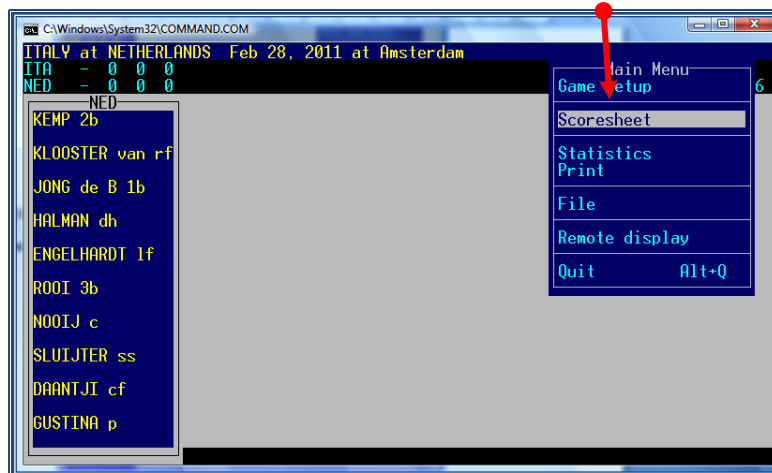 C:\Windows\System32\COMMAND.COM
ITALY at NETHERLANDS Feb 28, 2011 at Amsterdam
ITA - 0 0 0
NED - 0 0 0
6
NED
KEMP 2b
KLOOSTER van rf
JONG de B 1b
HALMAN dh
ENGELHARDT lf
ROOI 3b
NOOIJ c
SLUIJTER ss
DAANTJI cf
GUSTINA p
Main Menu
Game Setup
Scoresheet
Statistics
Print
File
Remote display
Quit Alt+Q